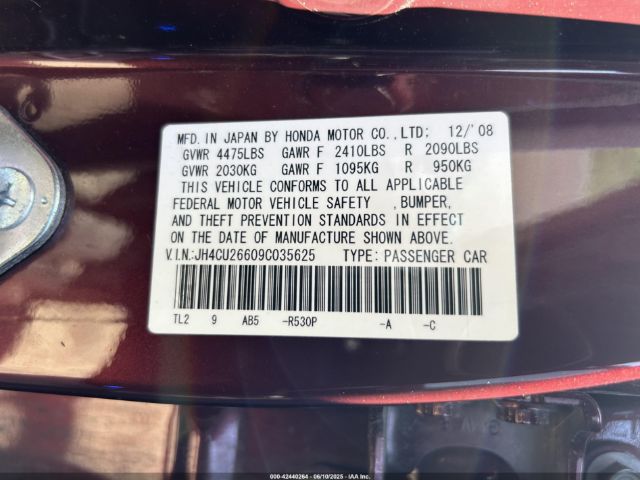 MFD. IN JAPAN BY HONDA MOTOR CO.,LTD; 12/'08
GVWR 4475LBS GAWR F 2410LBS R 2090LBS
GVWR 2030KG GAWR F 1095KG R 950KG
THIS VEHICLE CONFORMS TO ALL APPLICABLE
FEDERAL MOTOR VEHICLE SAFETY ,BUMPER,
AND THEFT PREVENTION STANDARDS IN EFFECT
ON THE DATE OF MANUFACTURE SHOWN ABOVE.
V.I.N.:JH4CU26609C035625 TYPE: PASSENGER CAR
TL2 9 AB5 -R530P -A -C
000-42440264 - 06/10/2025 - IAA Inc.